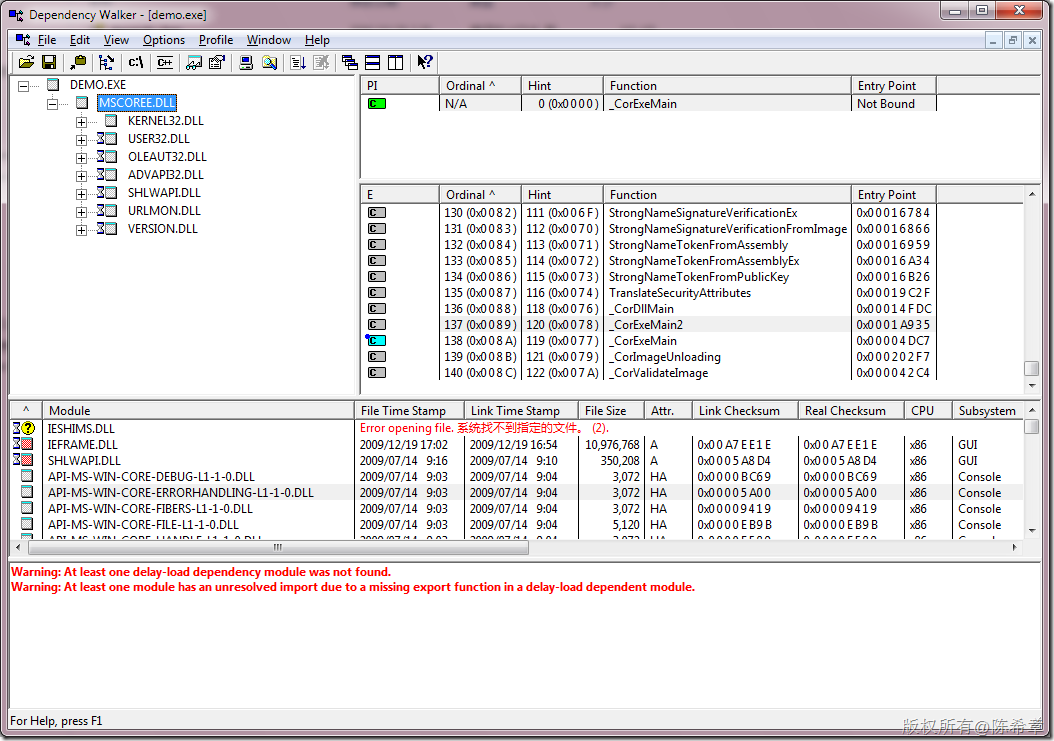 Dependency Walker - [demo.exe]
File Edit View Options Profile Window Help
c:\ C++
DEMO.EXE
MSCOREE.DLL
KERNEL32.DLL
USER32.DLL
OLEAUT32.DLL
ADVAPI32.DLL
SHLWAPI.DLL
URLMON.DLL
VERSION.DLL
PI Ordinal ^ Hint Function Entry Point
C N/A 0 (0x0000) _CorExeMain Not Bound
E Ordinal ^ Hint Function Entry Point
C 130 (0x0082) 111 (0x006F) StrongNameSignatureVerificationEx 0x00016784
C 131 (0x0083) 112 (0x0070) StrongNameSignatureVerificationFromImage 0x00016866
C 132 (0x0084) 113 (0x0071) StrongNameTokenFromAssembly 0x00016959
C 133 (0x0085) 114 (0x0072) StrongNameTokenFromAssemblyEx 0x00016A34
C 134 (0x0086) 115 (0x0073) StrongNameTokenFromPublicKey 0x00016B26
C 135 (0x0087) 116 (0x0074) TranslateSecurityAttributes 0x00019C2F
C 136 (0x0088) 118 (0x0076) _CorDllMain 0x00014FDC
C 137 (0x0089) 120 (0x0078) _CorExeMain2 0x0001A935
C 138 (0x008A) 119 (0x0077) _CorExeMain 0x00004DC7
C 139 (0x008B) 121 (0x0079) _CorImageUnloading 0x000202F7
C 140 (0x008C) 122 (0x007A) _CorValidateImage 0x000042C4
^ Module File Time Stamp Link Time Stamp File Size Attr. Link Checksum Real Checksum CPU Subsystem
IESHIMS.DLL Error opening file. 系统找不到指定的文件。 (2).
IEFRAME.DLL 2009/12/19 17:02 2009/12/19 16:54 10,976,768 A 0x00A7EE1E 0x00A7EE1E x86 GUI
SHLWAPI.DLL 2009/07/14 9:16 2009/07/14 9:10 350,208 A 0x0005A8D4 0x0005A8D4 x86 GUI
API-MS-WIN-CORE-DEBUG-L1-1-0.DLL 2009/07/14 9:03 2009/07/14 9:04 3,072 HA 0x0000BC69 0x0000BC69 x86 Console
API-MS-WIN-CORE-ERRORHANDLING-L1-1-0.DLL 2009/07/14 9:03 2009/07/14 9:04 3,072 HA 0x00005A00 0x00005A00 x86 Console
API-MS-WIN-CORE-FIBERS-L1-1-0.DLL 2009/07/14 9:03 2009/07/14 9:04 3,072 HA 0x00009419 0x00009419 x86 Console
API-MS-WIN-CORE-FILE-L1-1-0.DLL 2009/07/14 9:03 2009/07/14 9:04 5,120 HA 0x0000EB9B 0x0000EB9B x86 Console
Warning: At least one delay-load dependency module was not found.
Warning: At least one module has an unresolved import due to a missing export function in a delay-load dependent module.
For Help, press F1
版权所有@陈希章